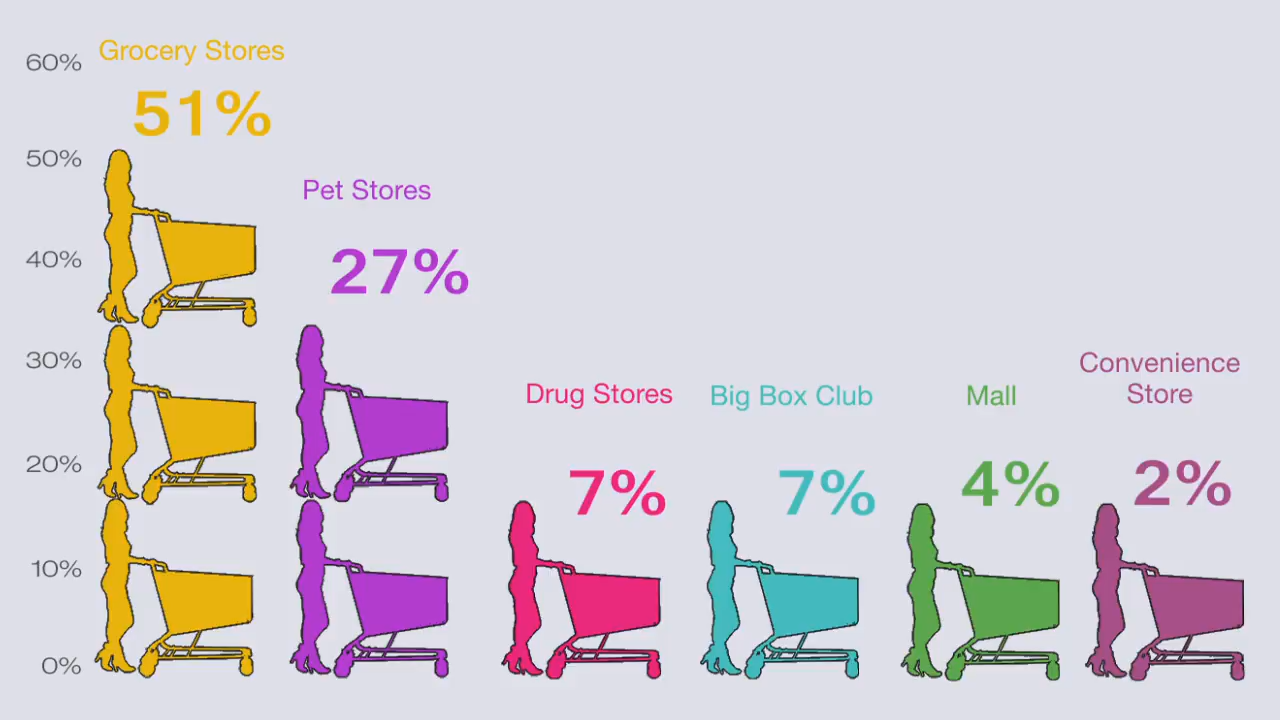 60%
50%
40%
30%
20%
10%
0%
Grocery Stores
51%
Pet Stores
27%
Drug Stores
7%
Big Box Club
7%
Mall
4%
Convenience
Store
2%